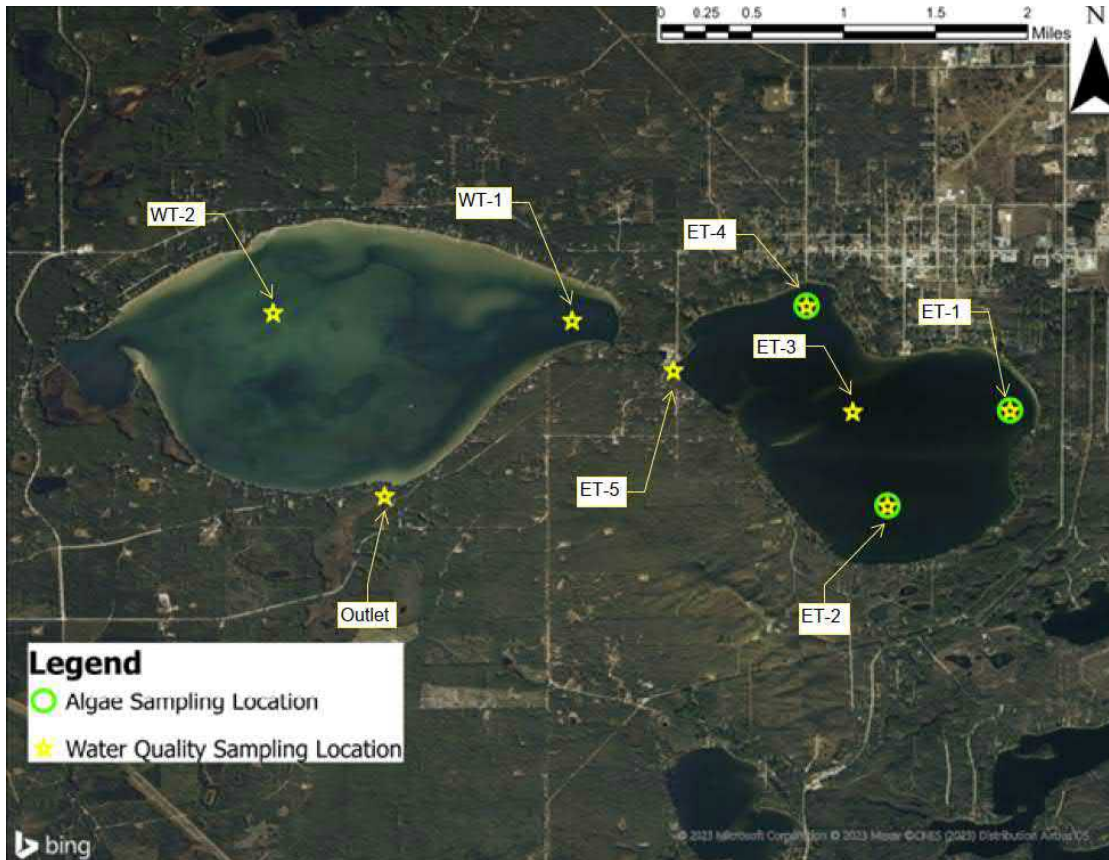 0 0.25 0.5 1 1.5 2
Miles
N
WT-2
WT-1
ET-4
ET-1
ET-3
ET-5
Outlet
ET-2
Legend
Algae Sampling Location
Water Quality Sampling Location
bing
© 2023 Microsoft Corporation © 2023 Maxar ©CNES (2023) Distribution Airbus DS